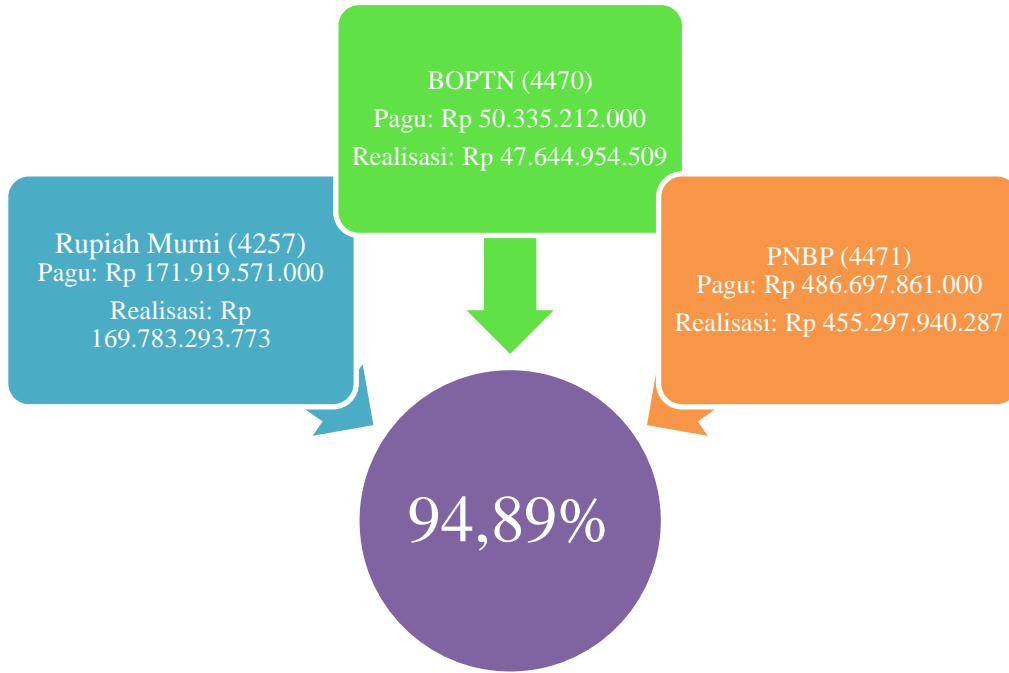 BOPTN (4470)
Pagu: Rp 50.335.212.000
Realisasi: Rp 47.644.954.509
Rupiah Murni (4257)
Pagu: Rp 171.919.571.000
Realisasi: Rp
169.783.293.773
PNBP (4471)
Pagu: Rp 486.697.861.000
Realisasi: Rp 455.297.940.287
94,89%